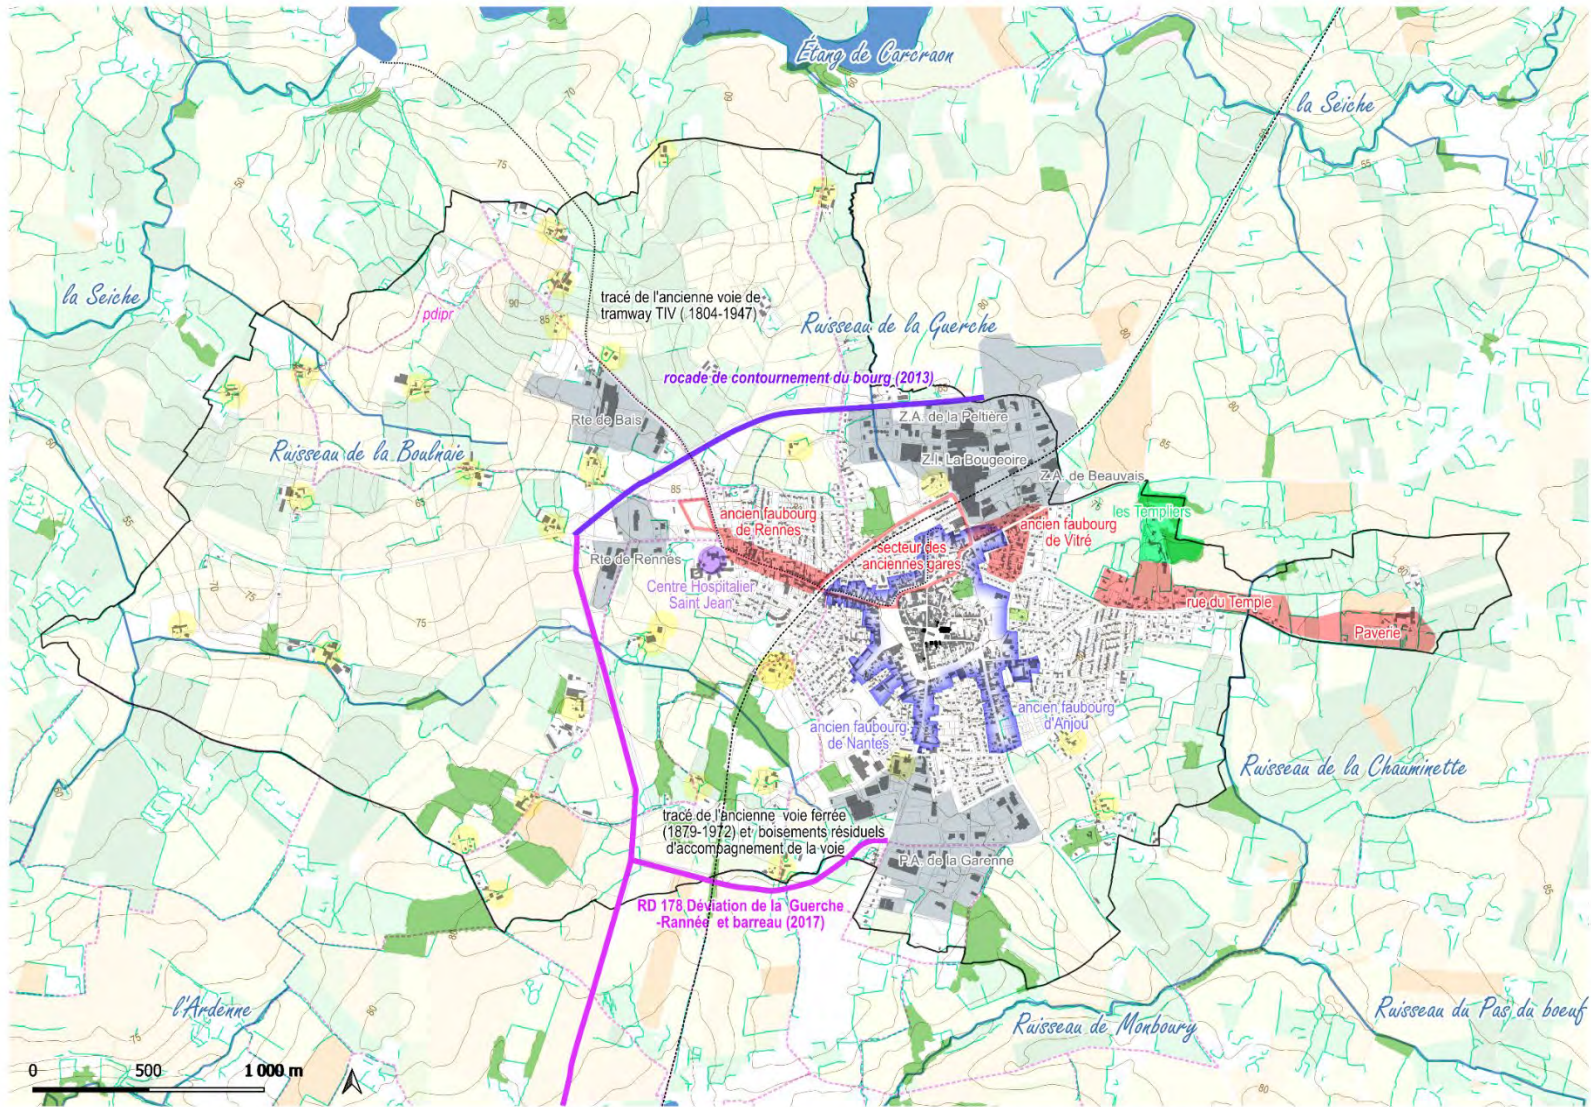 Étang de Carcraon
la Seiche
la Seiche
pdipr
tracé de l'ancienne voie de
tramway TIV ( 1804-1947)
Ruisseau de la Guerche
rocade de contournement du bourg (2013)
Rte de Bais
Z.A. de la Peltière
Z.I. La Bougeoire
Z.A. de Beauvais
Ruisseau de la Boulnaie
les Templiers
ancien faubourg
de Rennes
ancien faubourg
de Vitré
secteur des
anciennes gares
Rte de Rennes
Centre Hospitalier
Saint Jean
rue du Temple
Paverie
ancien faubourg
d'Anjou
ancien faubourg
de Nantes
Ruisseau de la Chauminette
tracé de l'ancienne voie ferrée
(1879-1972) et boisements résiduels
d'accompagnement de la voie
P.A. de la Garenne
RD 178 Déviation de la Guerche
-Rannée et barreau (2017)
l'Ardenne
Ruisseau de Monboury
Ruisseau du Pas du boeuf
0 500 1 000 m